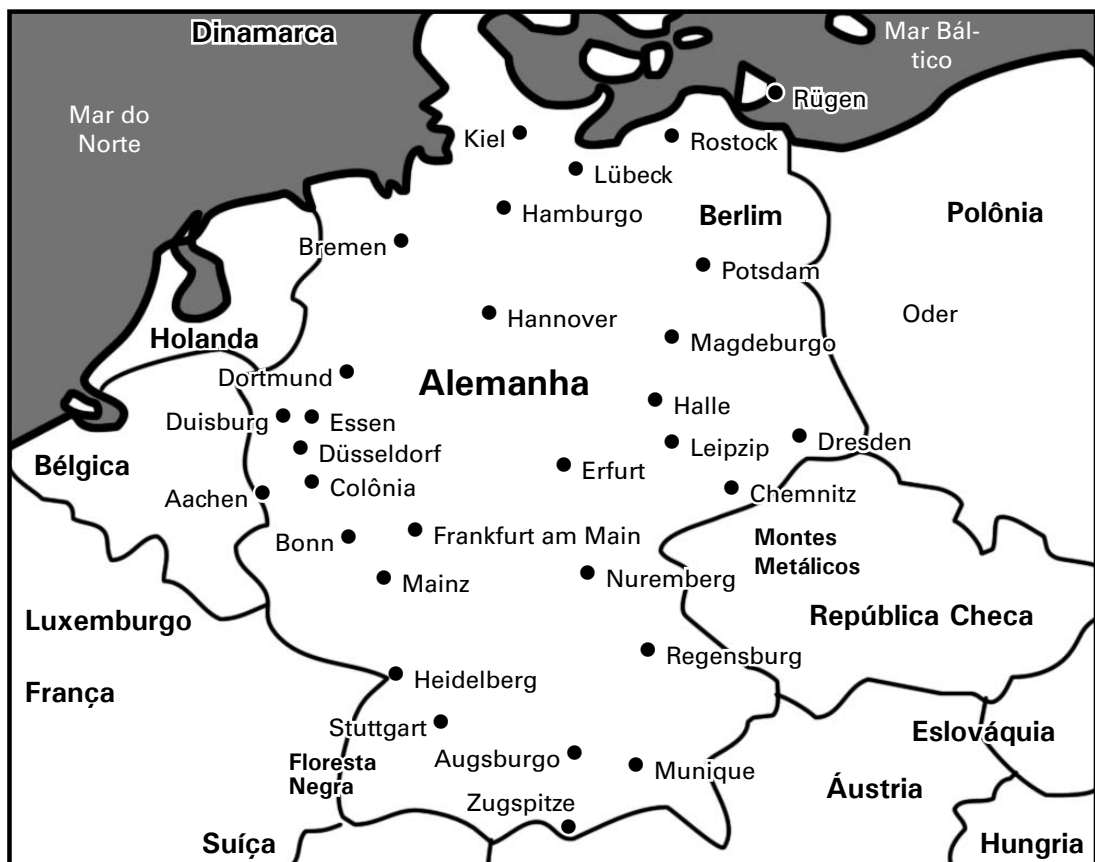 Dinamarca
Mar Bál-
tico
Mar do
Norte
Rügen
Kiel
Rostock
Lübeck
Hamburgo
Berlim
Polônia
Bremen
Potsdam
Hannover
Oder
Holanda
Magdeburgo
Dortmund
Alemanha
Halle
Duisburg
Essen
Dresden
Düsseldorf
Leipzip
Bélgica
Erfurt
Colônia
Aachen
Chemnitz
Bonn
Frankfurt am Main
Montes
Metálicos
Mainz
Nuremberg
Luxemburgo
República Checa
Regensburg
França
Heidelberg
Stuttgart
Eslováquia
Floresta
Negra
Augsburgo
Munique
Áustria
Zugspitze
Suíça
Hungria